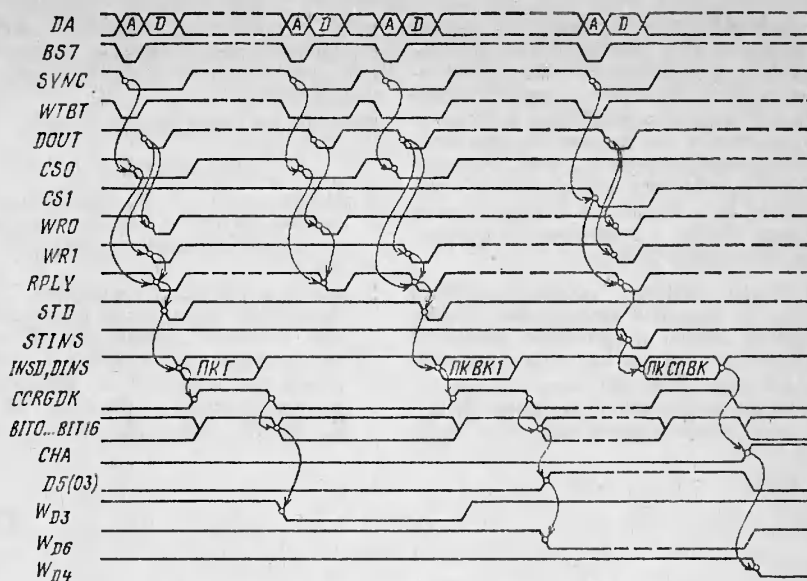 DA A D A D A D A D
BS7
SYNC
WTBT
DOUT
CS0
CS1
WR0
WR1
RPLY
STD
STINS
INSD, DINS ПКГ ПКВК1 ПКСПВК
CCRGDK
BIT0...BIT16
CHA
D5(03)
W D3
W D6
W D4